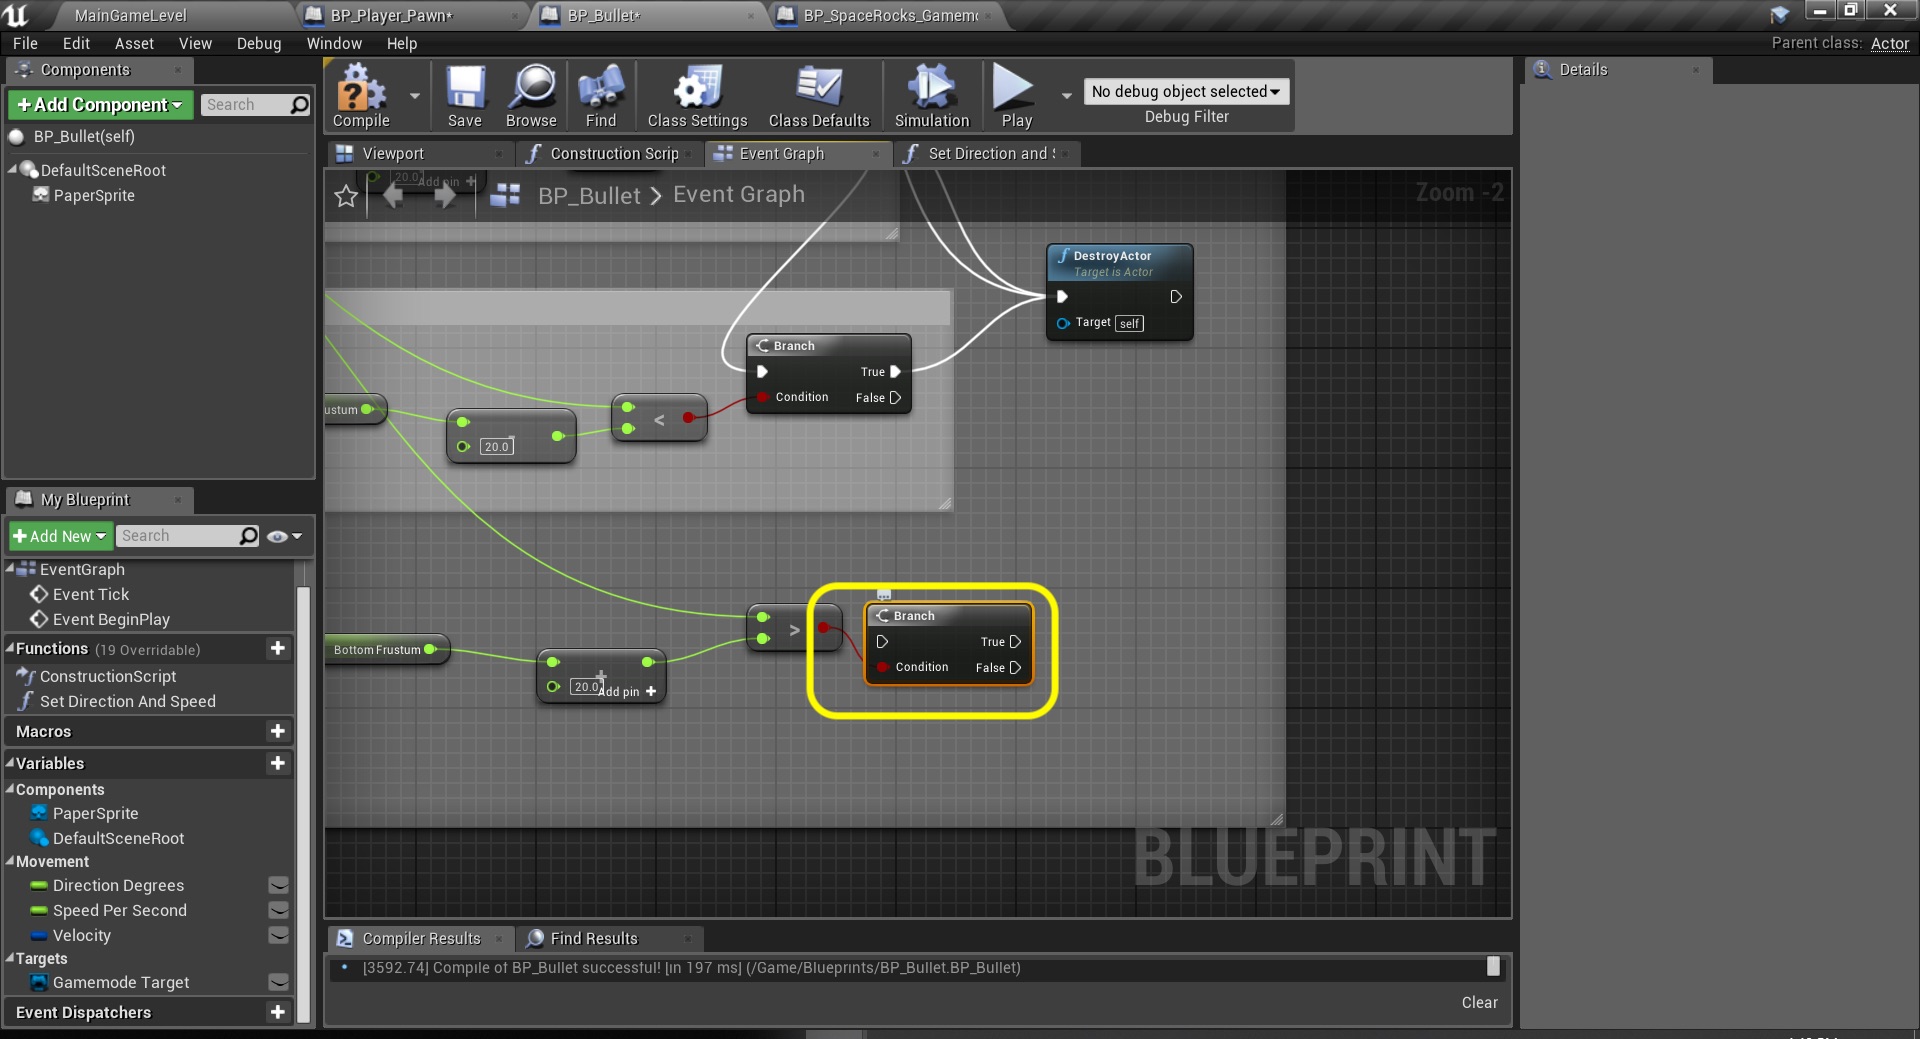 MainGameLevel
BP_Player_Pawn*
BP_Bullet*
BP_SpaceRocks_Gamem
File Edit Asset View Debug Window Help
Parent class: Actor
Components
+Add Component
Search
BP_Bullet(self)
DefaultSceneRoot
PaperSprite
Compile
Save
Browse
Find
Class Settings
Class Defaults
Simulation
Play
No debug object selected
Debug Filter
Details
Viewport
Construction Scrip
Event Graph
Set Direction and
20.0
Add pin +
BP_Bullet > Event Graph
Zoom -2
DestroyActor
Target is Actor
Target self
Branch
True
Condition False
ustum
20.0
<
Bottom Frustum
+
20.0
Add pin +
>
Branch
True
Condition False
BLUEPRINT
My Blueprint
+Add New
Search
EventGraph
Event Tick
Event BeginPlay
Functions (19 Overridable) +
ConstructionScript
Set Direction And Speed
Macros +
Variables +
Components
PaperSprite
DefaultSceneRoot
Movement
Direction Degrees
Speed Per Second
Velocity
Targets
Gamemode Target
Event Dispatchers +
Compiler Results
Find Results
[3592.74] Compile of BP_Bullet successful! [in 197 ms] (/Game/Blueprints/BP_Bullet.BP_Bullet)
Clear